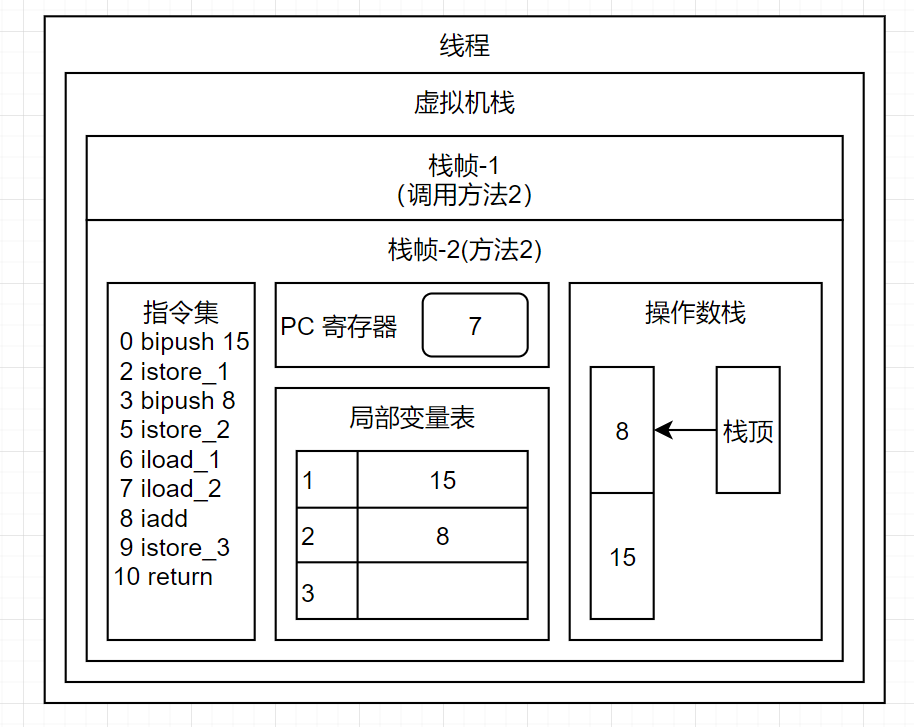 线程
虚拟机栈
栈帧-1
（调用方法2）
栈帧-2(方法2)
指令集
0 bipush 15
2 istore_1
3 bipush 8
5 istore_2
6 iload_1
7 iload_2
8 iadd
9 istore_3
10 return
PC 寄存器
7
局部变量表
1 15
2 8
3
操作数栈
8
栈顶
15